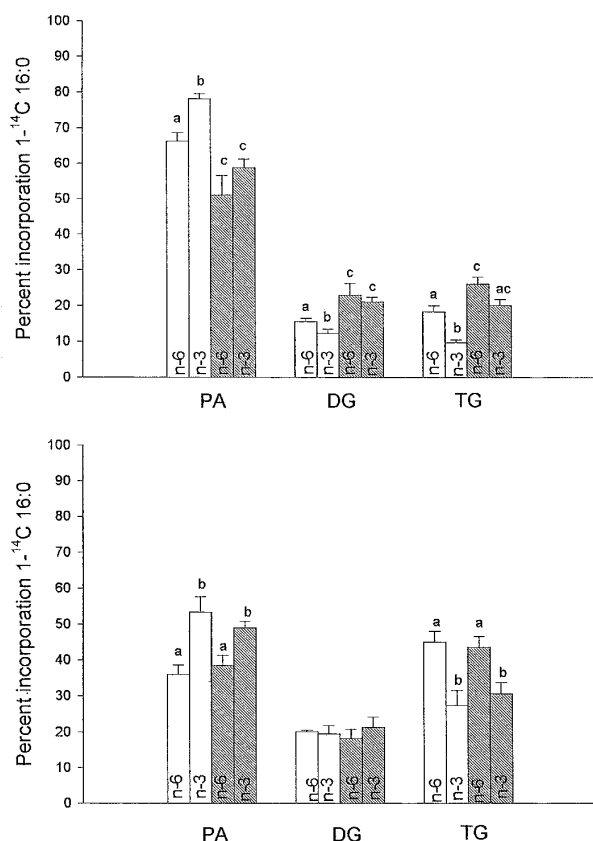 Percent incorporation 1-¹⁴C 16:0
100
90
80
70
60
50
40
30
20
10
0
a
b
c
c
a
b
c
c
a
b
c
ac
n-6
n-3
n-6
n-3
n-6
n-3
n-6
n-3
n-6
n-3
n-6
n-3
PA
DG
TG
Percent incorporation 1-¹⁴C 16:0
100
90
80
70
60
50
40
30
20
10
0
a
b
a
b
a
b
a
b
n-6
n-3
n-6
n-3
n-6
n-3
n-6
n-3
n-6
n-3
n-6
n-3
PA
DG
TG